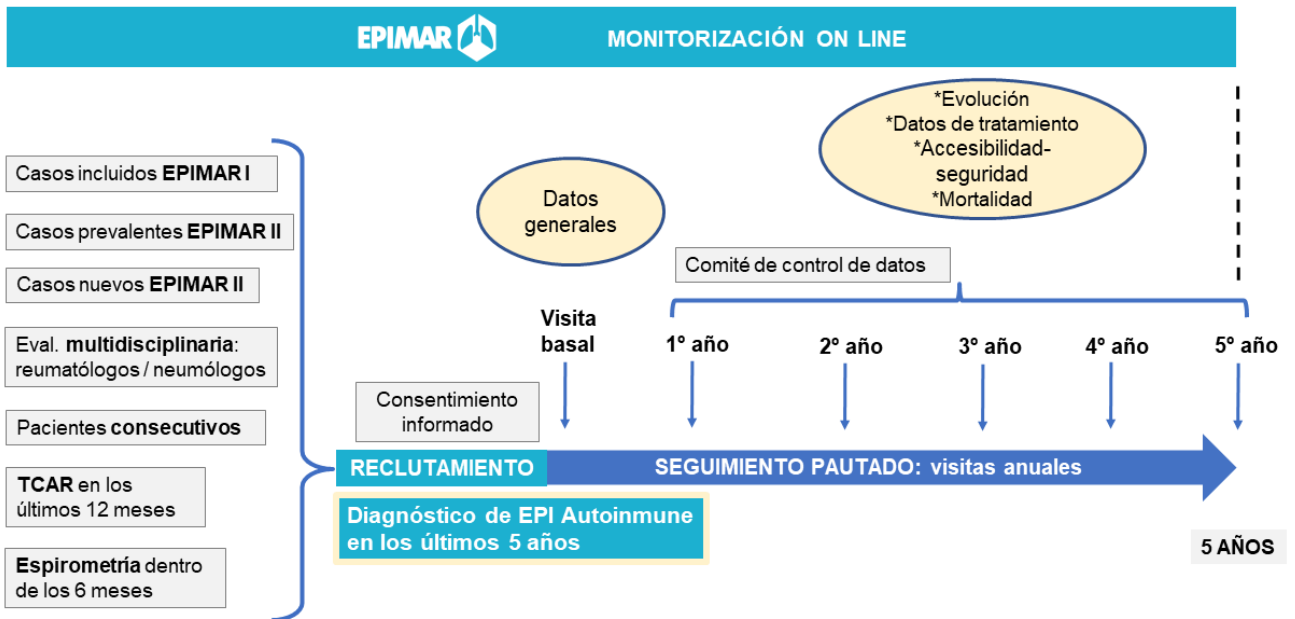 EPIMAR
MONITORIZACIÓN ON LINE
Casos incluidos EPIMAR I
Casos prevalentes EPIMAR II
Casos nuevos EPIMAR II
Eval. multidisciplinaria:
reumatólogos / neumólogos
Pacientes consecutivos
TCAR en los
últimos 12 meses
Espirometría dentro
de los 6 meses
Datos
generales
*Evolución
*Datos de tratamiento
*Accesibilidad-
seguridad
*Mortalidad
Comité de control de datos
Visita
basal
1º año
2º año
3º año
4º año
5º año
Consentimiento
informado
RECLUTAMIENTO
SEGUIMIENTO PAUTADO: visitas anuales
Diagnóstico de EPI Autoinmune
en los últimos 5 años
5 AÑOS